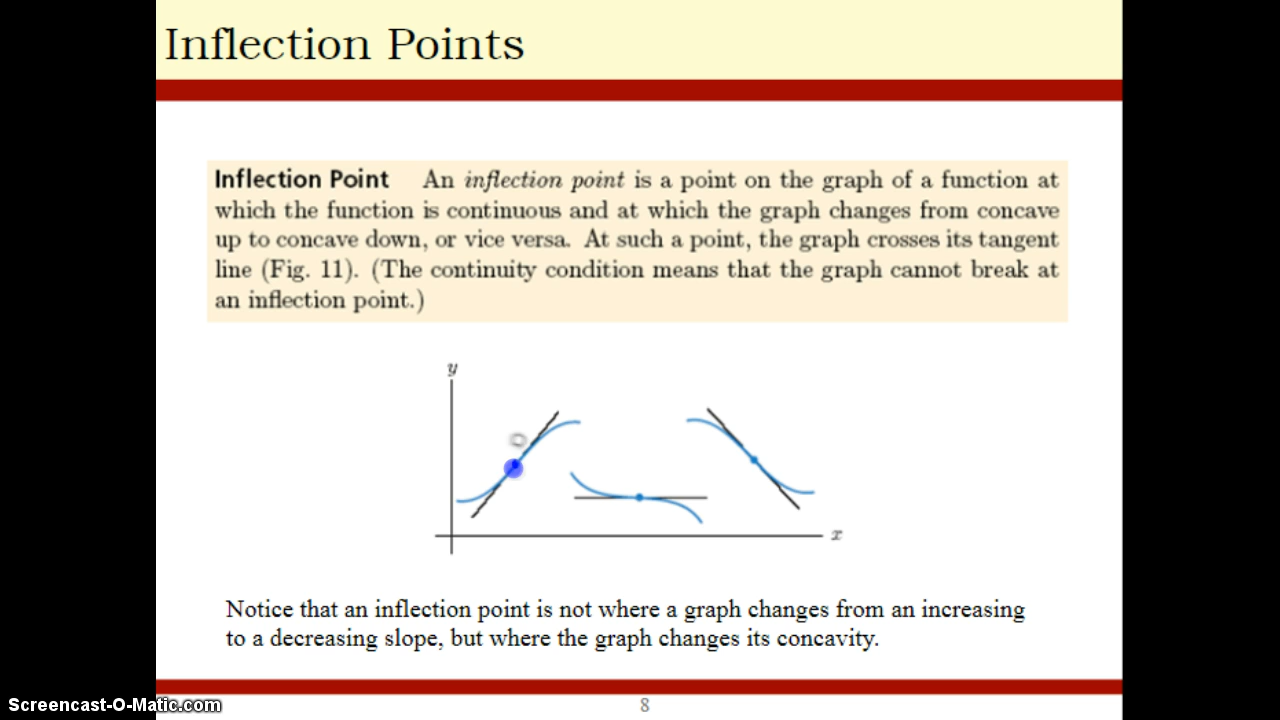 Inflection Points
Inflection Point An inflection point is a point on the graph of a function at
which the function is continuous and at which the graph changes from concave
up to concave down, or vice versa. At such a point, the graph crosses its tangent
line (Fig. 11). (The continuity condition means that the graph cannot break at
an inflection point.)
y
x
Notice that an inflection point is not where a graph changes from an increasing
to a decreasing slope, but where the graph changes its concavity.
Screencast-O-Matic.com
8